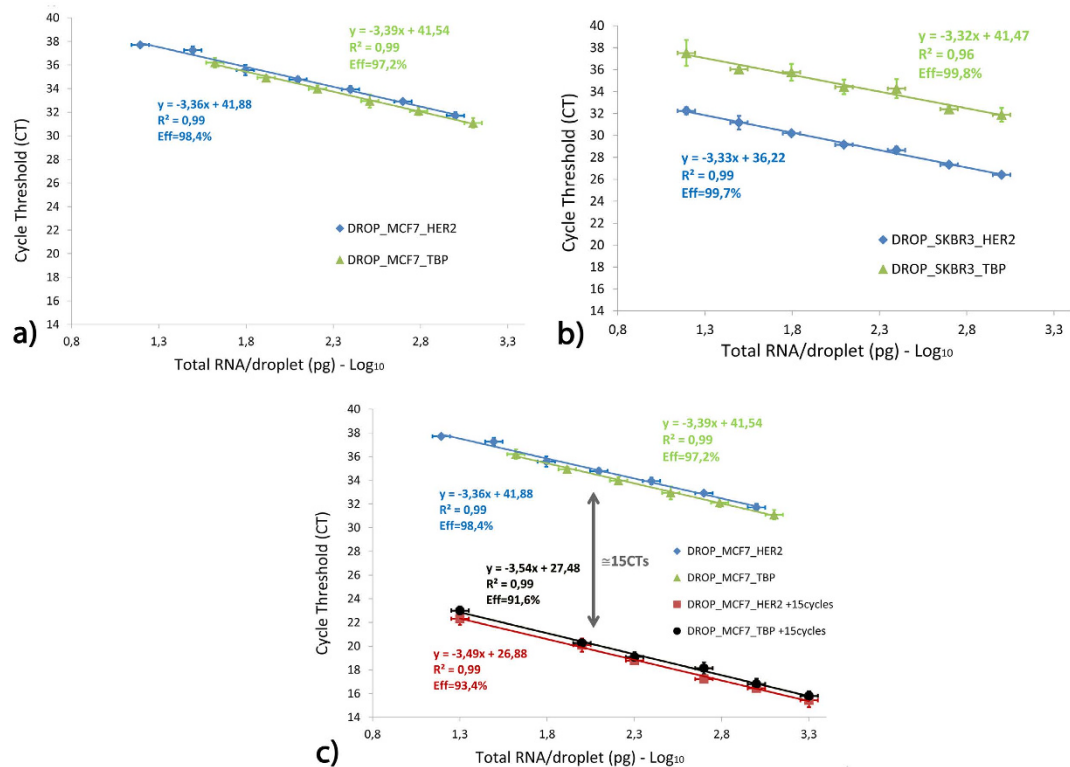 40
38
36
34
32
30
28
26
24
22
20
18
16
14
Cycle Threshold (CT)
y = -3,39x + 41,54
R² = 0,99
Eff=97,2%
y = -3,36x + 41,88
R² = 0,99
Eff=98,4%
DROP_MCF7_HER2
DROP_MCF7_TBP
0,8 1,3 1,8 2,3 2,8 3,3
Total RNA/droplet (pg) - Log₁₀
a)
40
38
36
34
32
30
28
26
24
22
20
18
16
14
Cycle Threshold (CT)
y = -3,32x + 41,47
R² = 0,96
Eff=99,8%
y = -3,33x + 36,22
R² = 0,99
Eff=99,7%
DROP_SKBR3_HER2
DROP_SKBR3_TBP
0,8 1,3 1,8 2,3 2,8 3,3
Total RNA/droplet (pg) - Log₁₀
b)
40
38
36
34
32
30
28
26
24
22
20
18
16
14
Cycle Threshold (CT)
y = -3,39x + 41,54
R² = 0,99
Eff=97,2%
y = -3,36x + 41,88
R² = 0,99
Eff=98,4%
≅15CTs
y = -3,54x + 27,48
R² = 0,99
Eff=91,6%
DROP_MCF7_HER2
DROP_MCF7_TBP
DROP_MCF7_HER2 +15cycles
DROP_MCF7_TBP +15cycles
y = -3,49x + 26,88
R² = 0,99
Eff=93,4%
0,8 1,3 1,8 2,3 2,8 3,3
Total RNA/droplet (pg) - Log₁₀
c)